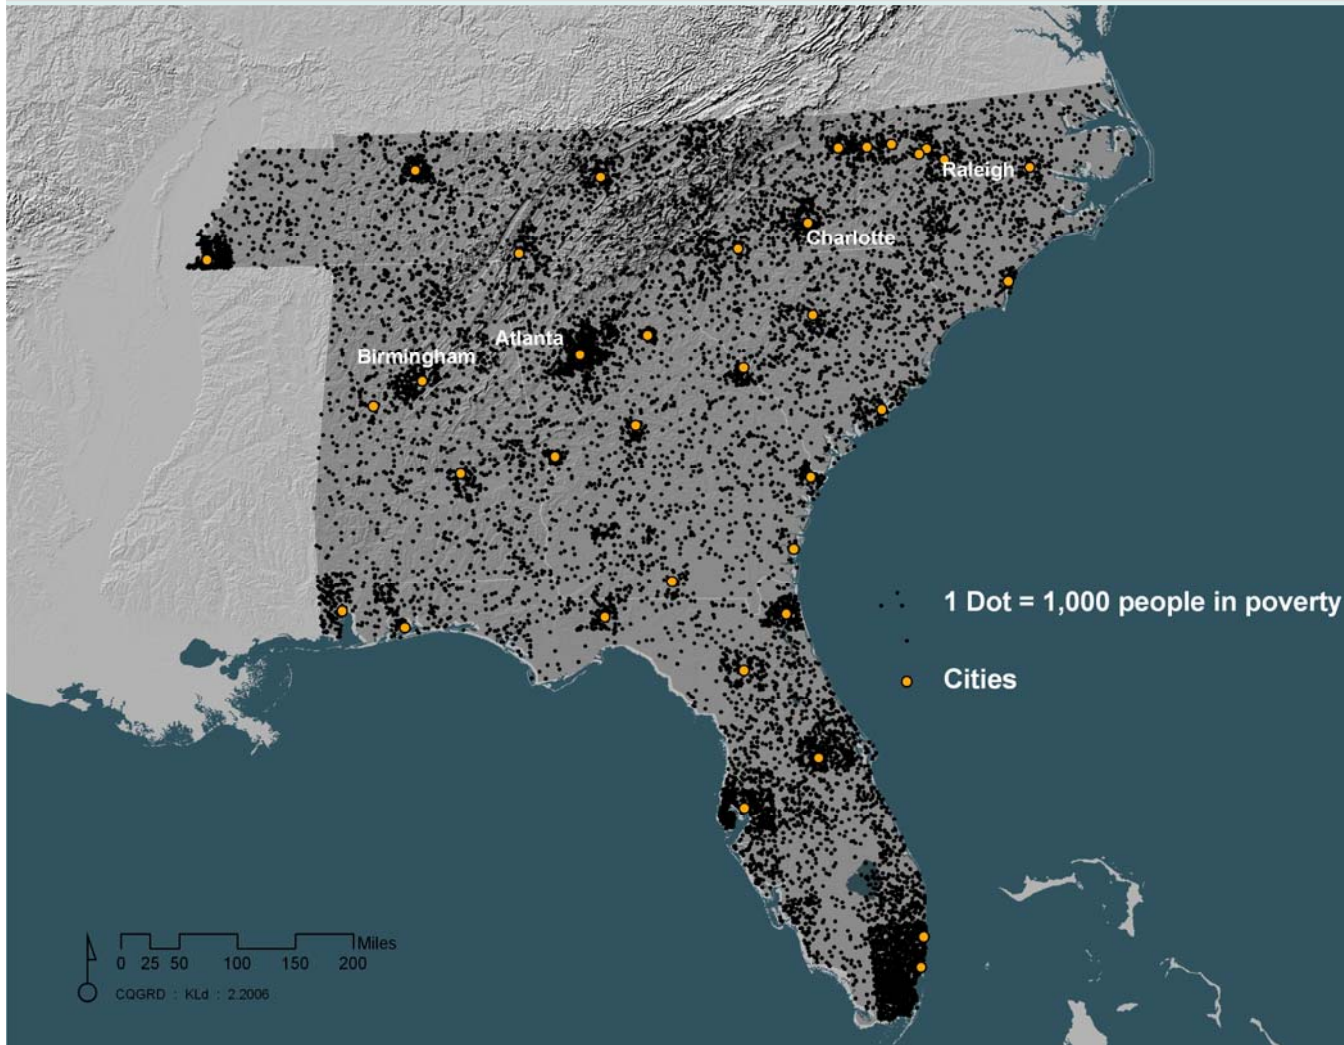 Raleigh
Charlotte
Atlanta
Birmingham
1 Dot = 1,000 people in poverty
Cities
Miles
0 25 50 100 150 200
CQGRD : KLd : 2.2006